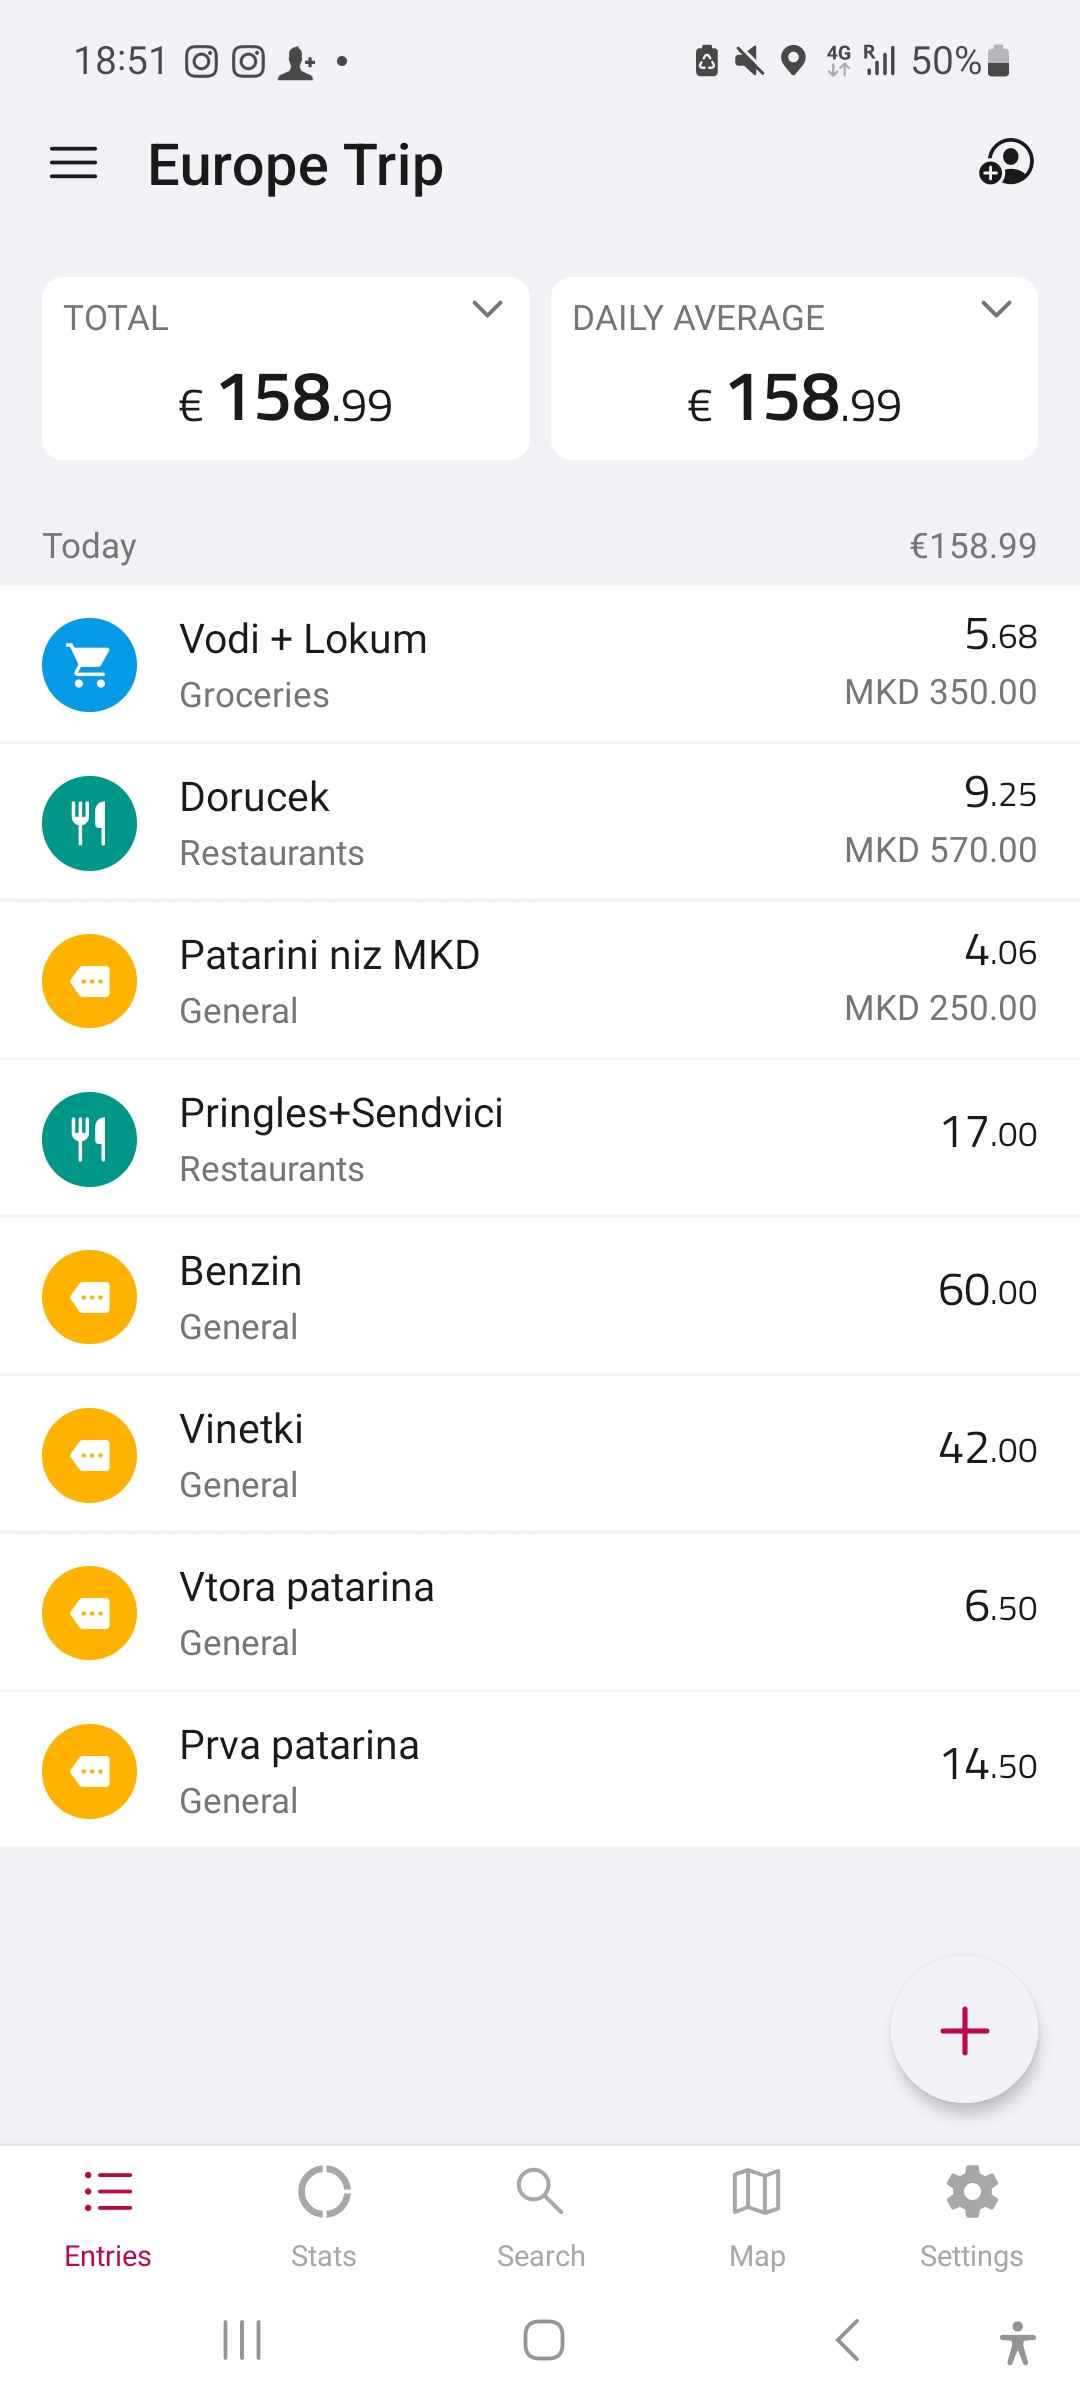 18:51 4G R 50%
Europe Trip
TOTAL DAILY AVERAGE
€ 158.99 € 158.99
Today €158.99
Vodi + Lokum 5.68
Groceries MKD 350.00
Dorucek 9.25
Restaurants MKD 570.00
Patarini niz MKD 4.06
General MKD 250.00
Pringles+Sendvici 17.00
Restaurants
Benzin 60.00
General
Vinetki 42.00
General
Vtora patarina 6.50
General
Prva patarina 14.50
General
Entries Stats Search Map Settings